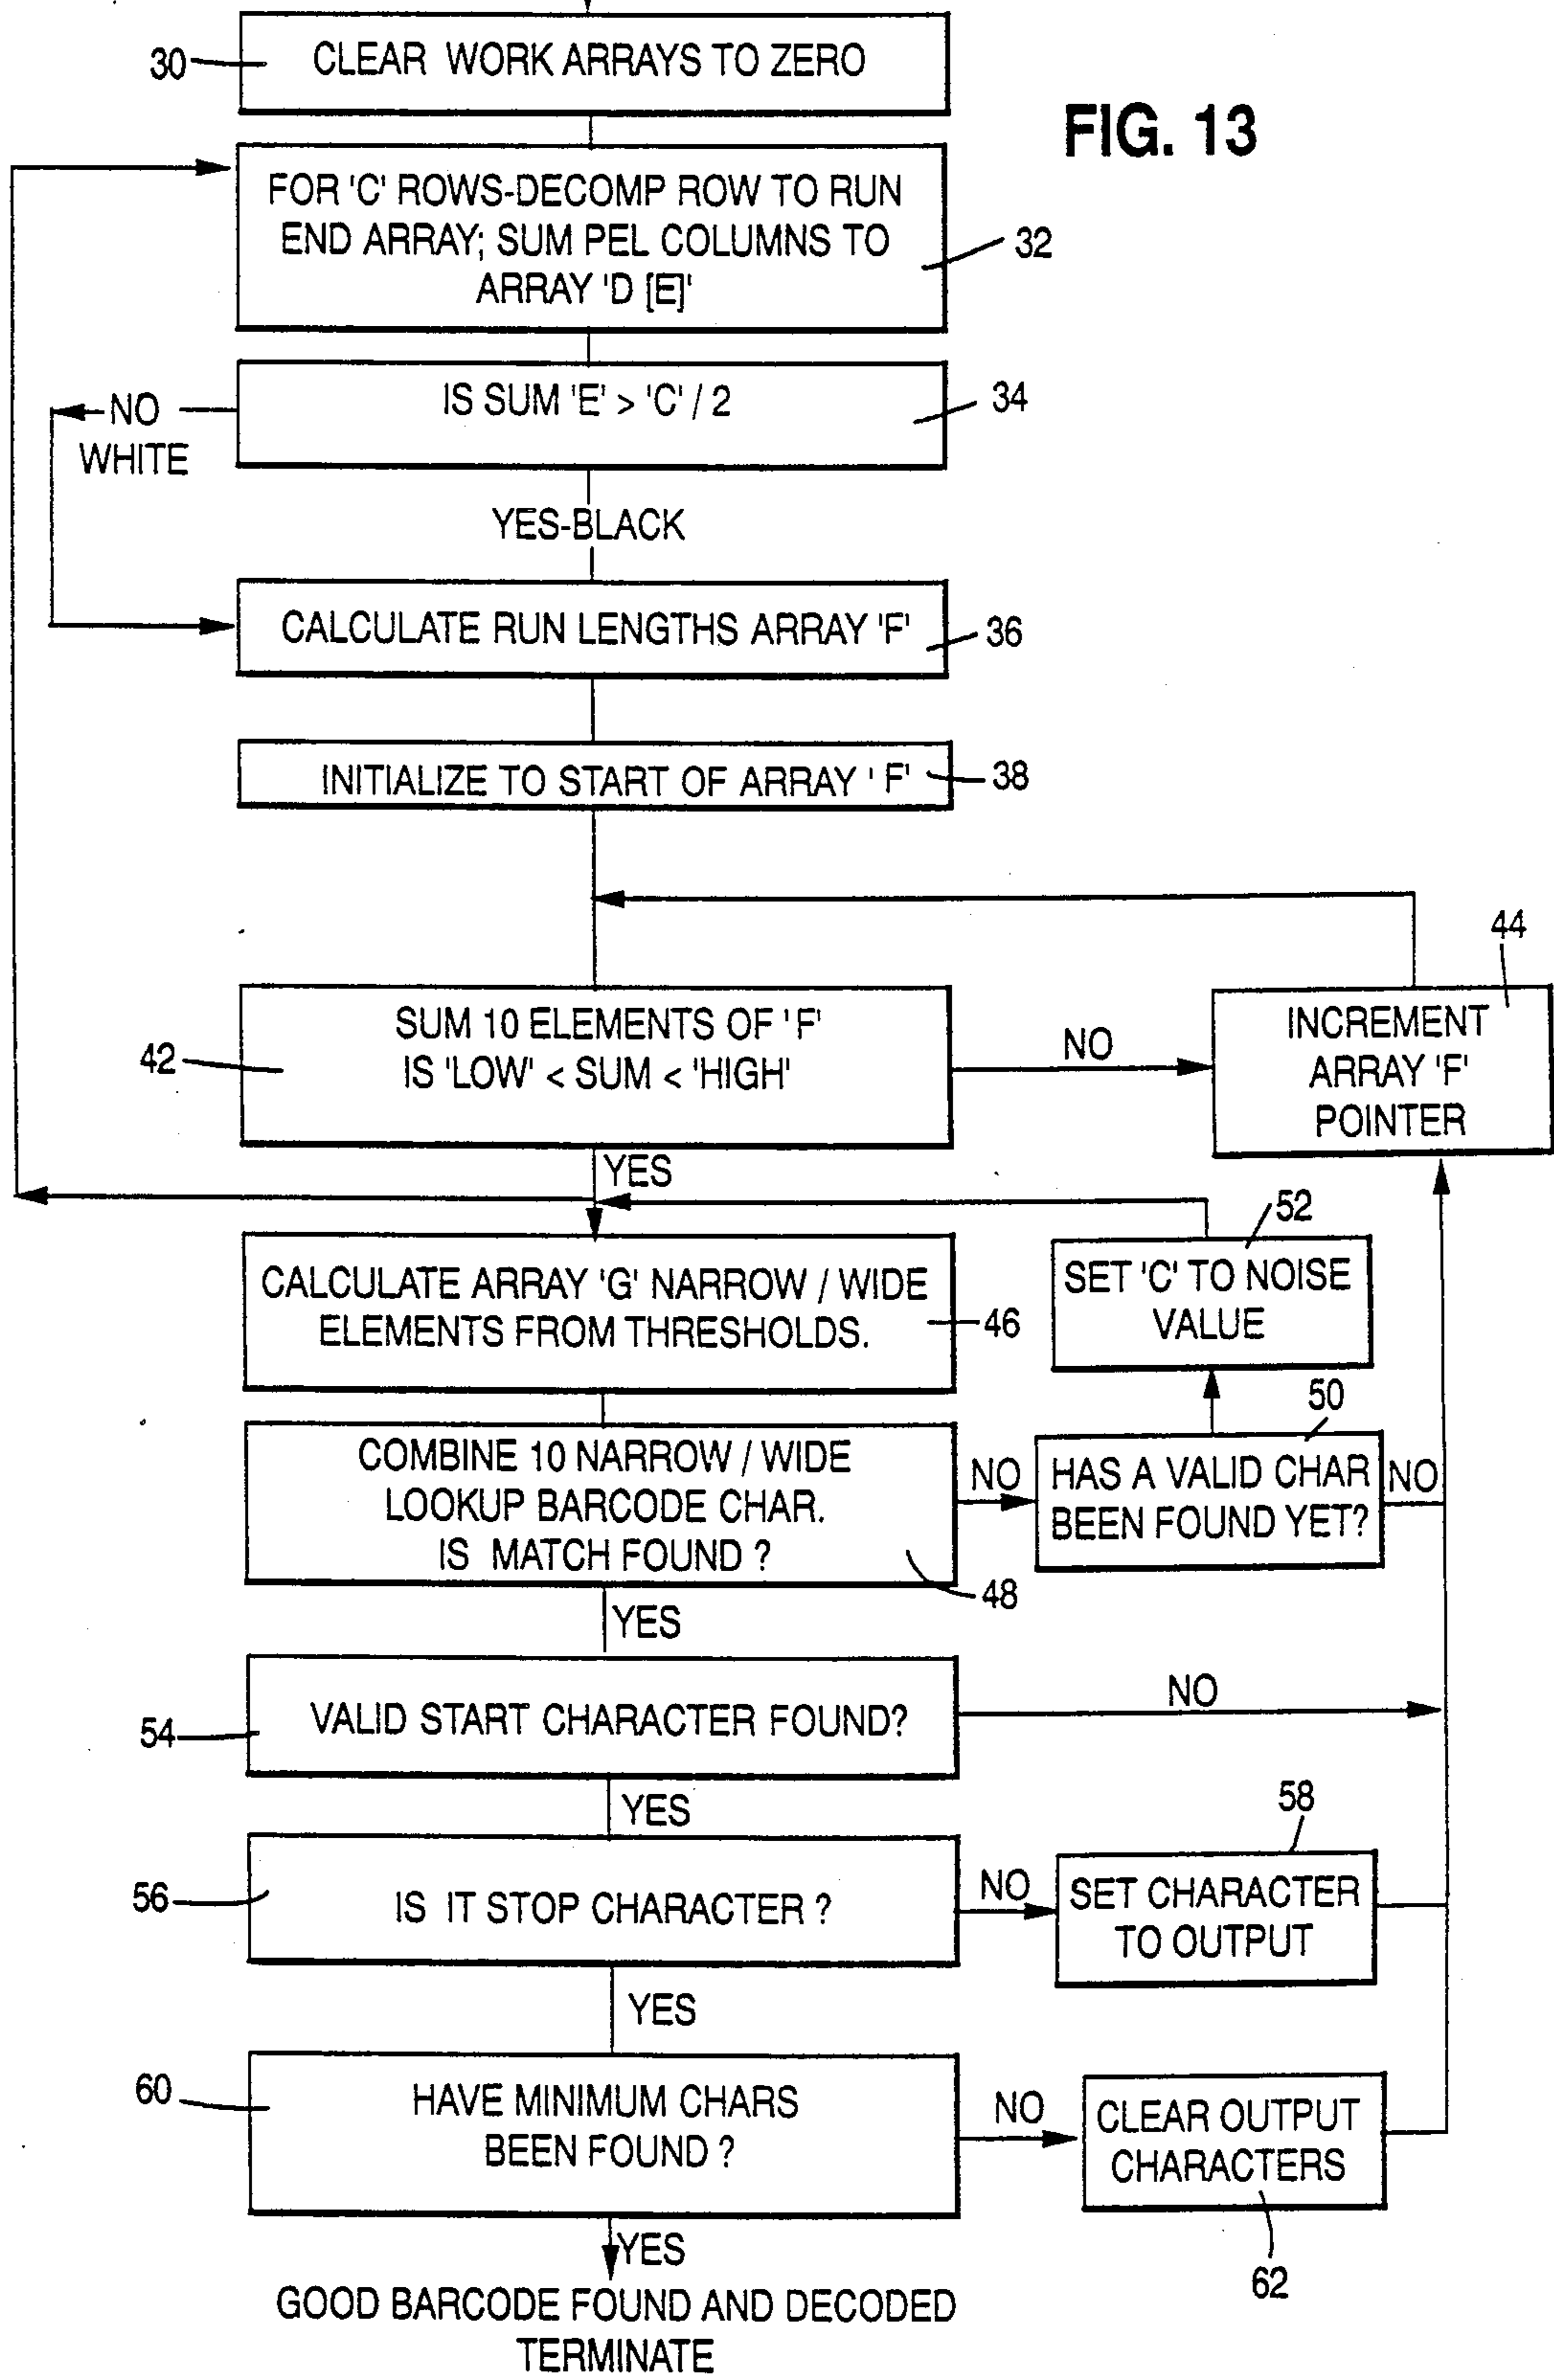 30
CLEAR WORK ARRAYS TO ZERO
FIG. 13
FOR 'C' ROWS-DECOMP ROW TO RUN
END ARRAY; SUM PEL COLUMNS TO
ARRAY 'D [E]'
32
IS SUM 'E' > 'C' / 2
34
NO
WHITE
YES-BLACK
CALCULATE RUN LENGTHS ARRAY 'F'
36
INITIALIZE TO START OF ARRAY ' F'
38
44
SUM 10 ELEMENTS OF ' F'
IS 'LOW' < SUM < 'HIGH'
42
NO
INCREMENT
ARRAY 'F'
POINTER
YES
52
SET 'C' TO NOISE
VALUE
CALCULATE ARRAY 'G' NARROW / WIDE
ELEMENTS FROM THRESHOLDS.
46
50
COMBINE 10 NARROW / WIDE
LOOKUP BARCODE CHAR.
IS MATCH FOUND ?
48
NO
HAS A VALID CHAR
BEEN FOUND YET?
NO
YES
54
VALID START CHARACTER FOUND?
NO
YES
58
56
IS IT STOP CHARACTER ?
NO
SET CHARACTER
TO OUTPUT
YES
60
HAVE MINIMUM CHARS
BEEN FOUND ?
NO
CLEAR OUTPUT
CHARACTERS
62
YES
GOOD BARCODE FOUND AND DECODED
TERMINATE